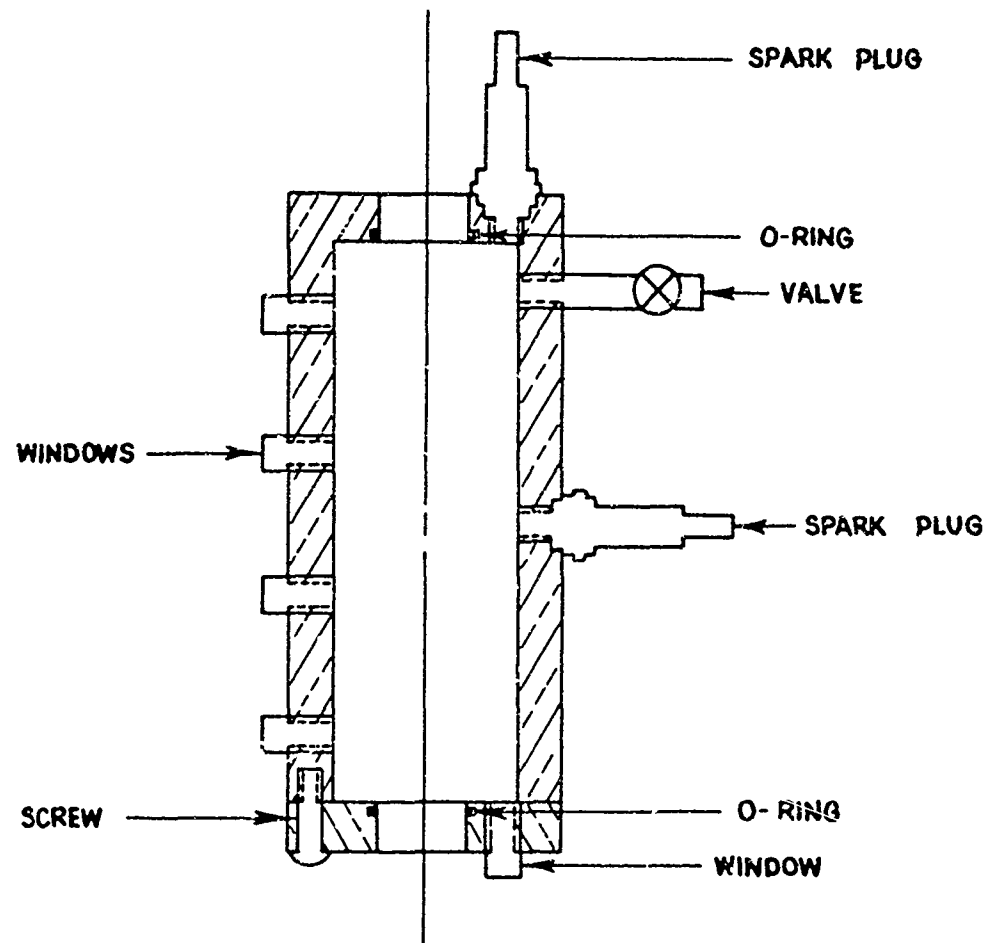 SPARK PLUG
O-RING
VALVE
WINDOWS
SPARK PLUG
O-RING
SCREW
WINDOW